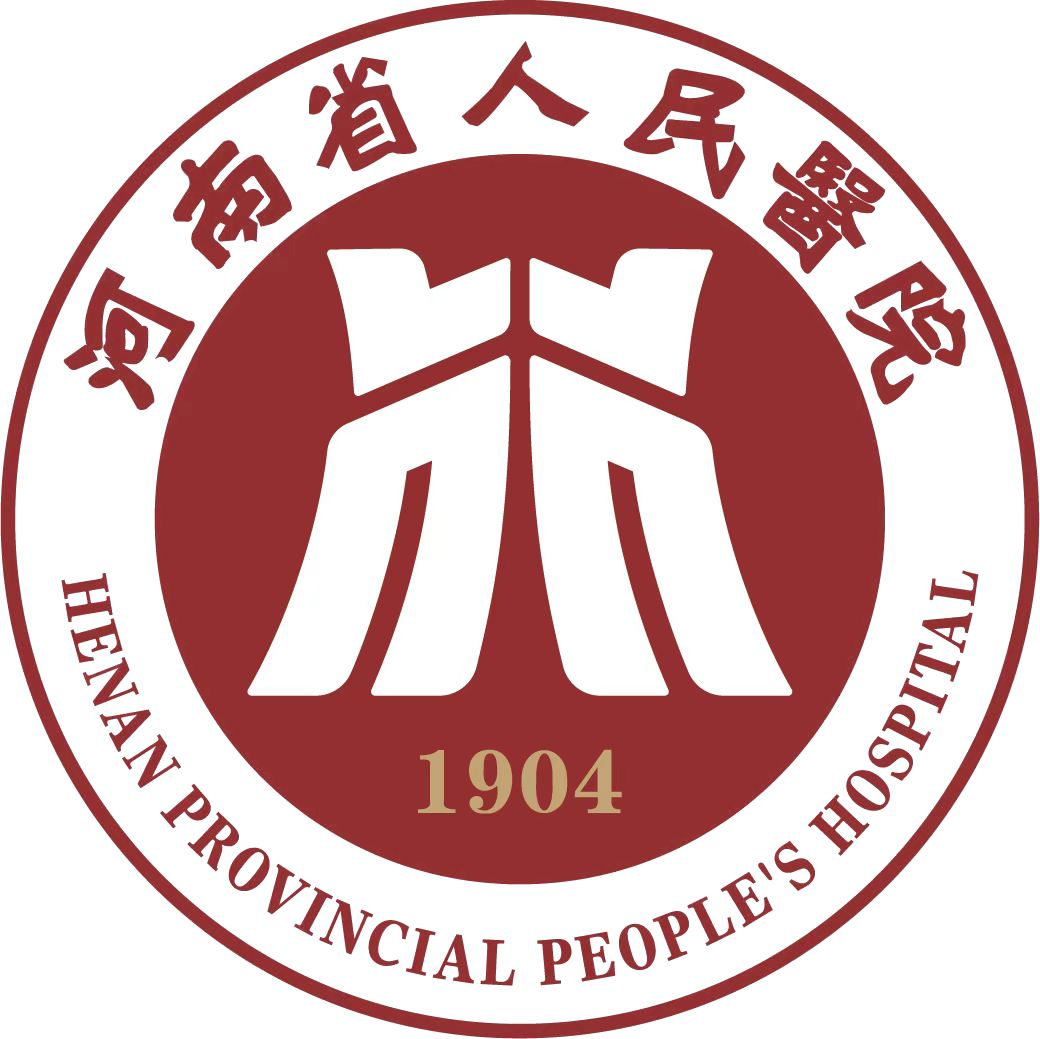 河南省人民醫院
1904
HENAN PROVINCIAL PEOPLE'S HOSPITAL